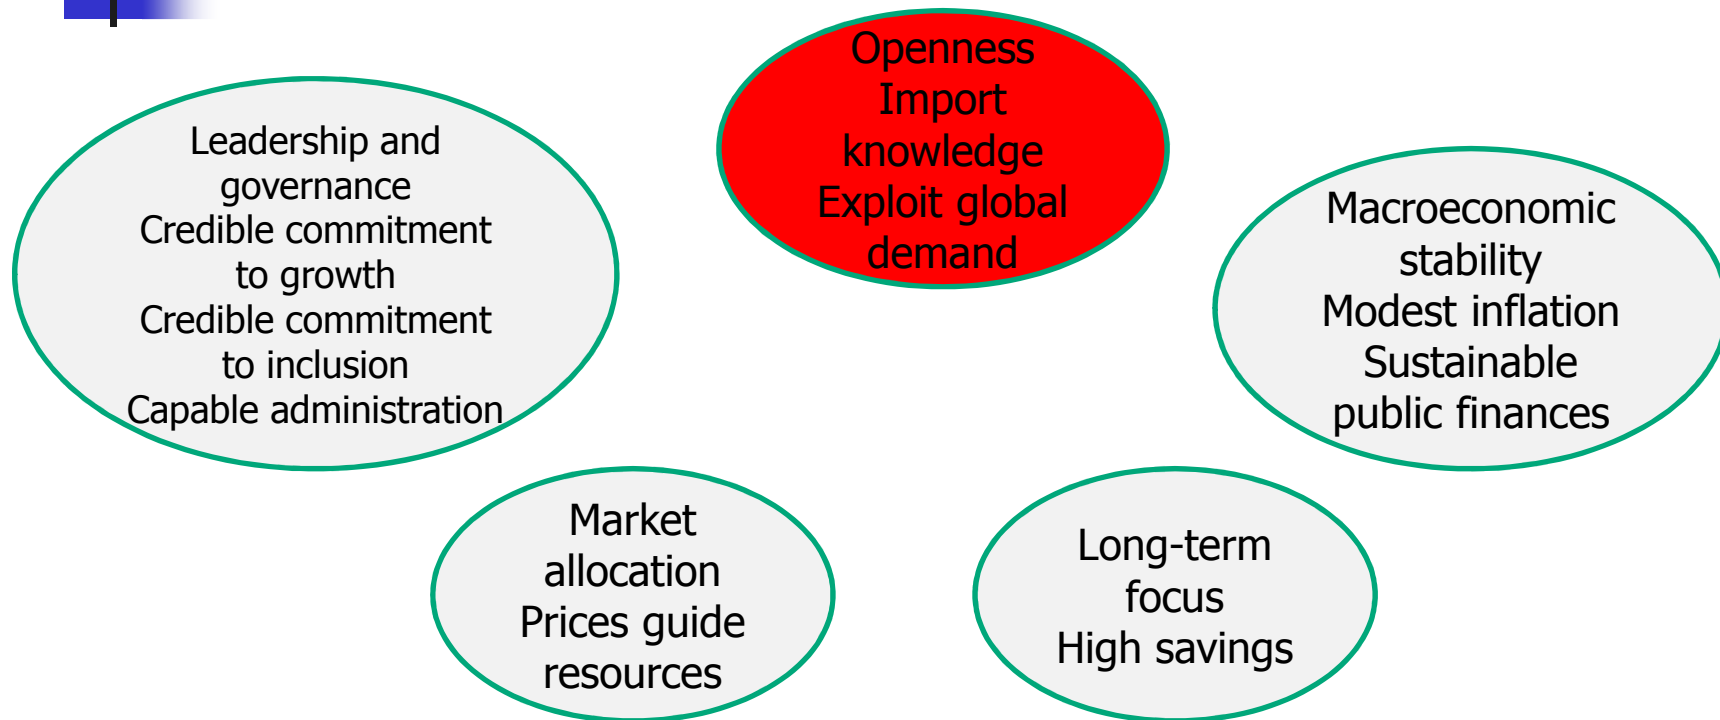 Openness
Import
knowledge
Exploit global
demand
Leadership and
governance
Credible commitment
to growth
Credible commitment
to inclusion
Capable administration
Macroeconomic
stability
Modest inflation
Sustainable
public finances
Market
allocation
Prices guide
resources
Long-term
focus
High savings